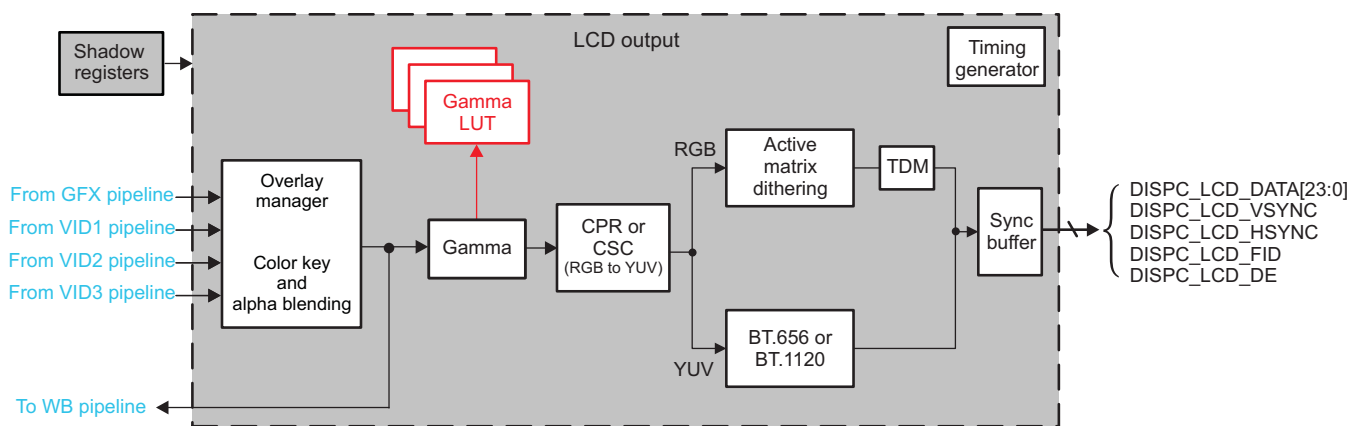 LCD output
Shadow
registers
Timing
generator
Gamma
LUT
RGB
Active
matrix
dithering
TDM
From GFX pipeline
From VID1 pipeline
From VID2 pipeline
From VID3 pipeline
Overlay
manager
Color key
and
alpha blending
Gamma
CPR or
CSC
(RGB to YUV)
Sync
buffer
DISPC_LCD_DATA[23:0]
DISPC_LCD_VSYNC
DISPC_LCD_HSYNC
DISPC_LCD_FID
DISPC_LCD_DE
YUV
BT.656 or
BT.1120
To WB pipeline